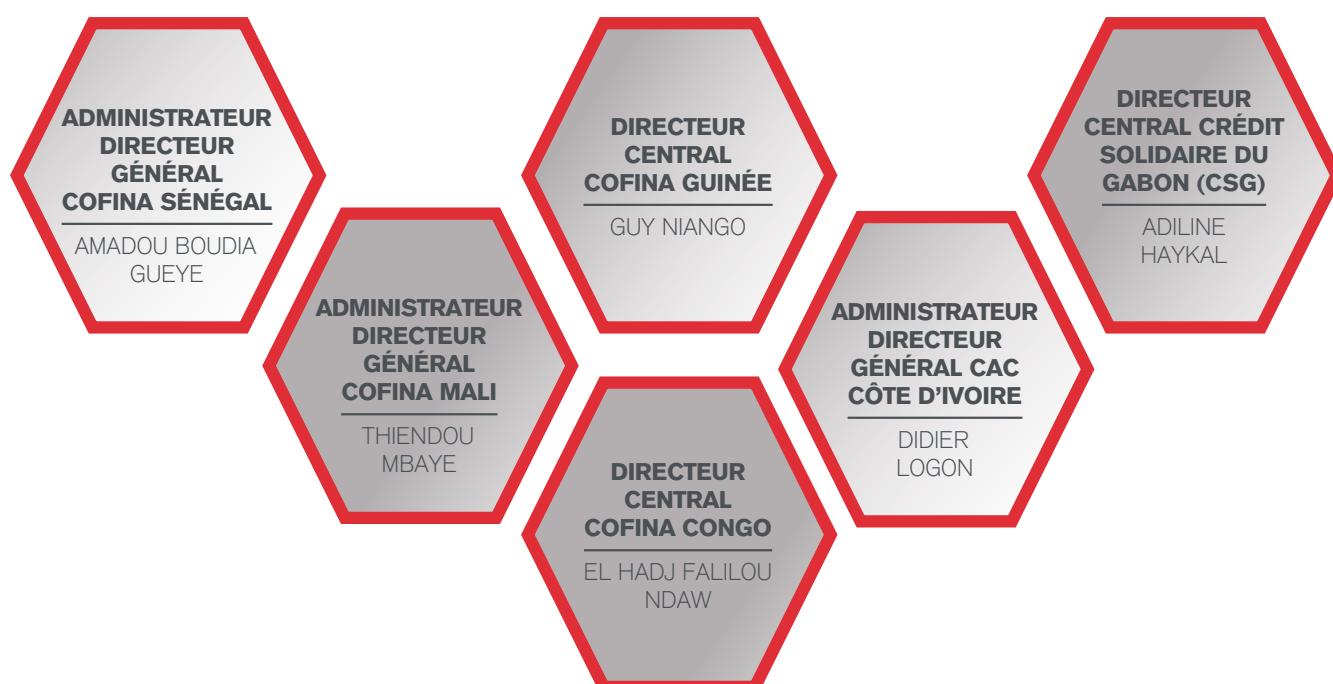 ADMINISTRATEUR
DIRECTEUR
GÉNÉRAL
COFINA SÉNÉGAL
AMADOU BOUDIA
GUEYE
ADMINISTRATEUR
DIRECTEUR
GÉNÉRAL
COFINA MALI
THIENDOU
MBAYE
DIRECTEUR
CENTRAL
COFINA GUINÉE
GUY NIANGO
DIRECTEUR
CENTRAL
COFINA CONGO
EL HADJ FALILOU
NDAW
ADMINISTRATEUR
DIRECTEUR
GÉNÉRAL CAC
CÔTE D’IVOIRE
DIDIER
LOGON
DIRECTEUR
CENTRAL CRÉDIT
SOLIDAIRE DU
GABON (CSG)
ADILINE
HAYKAL